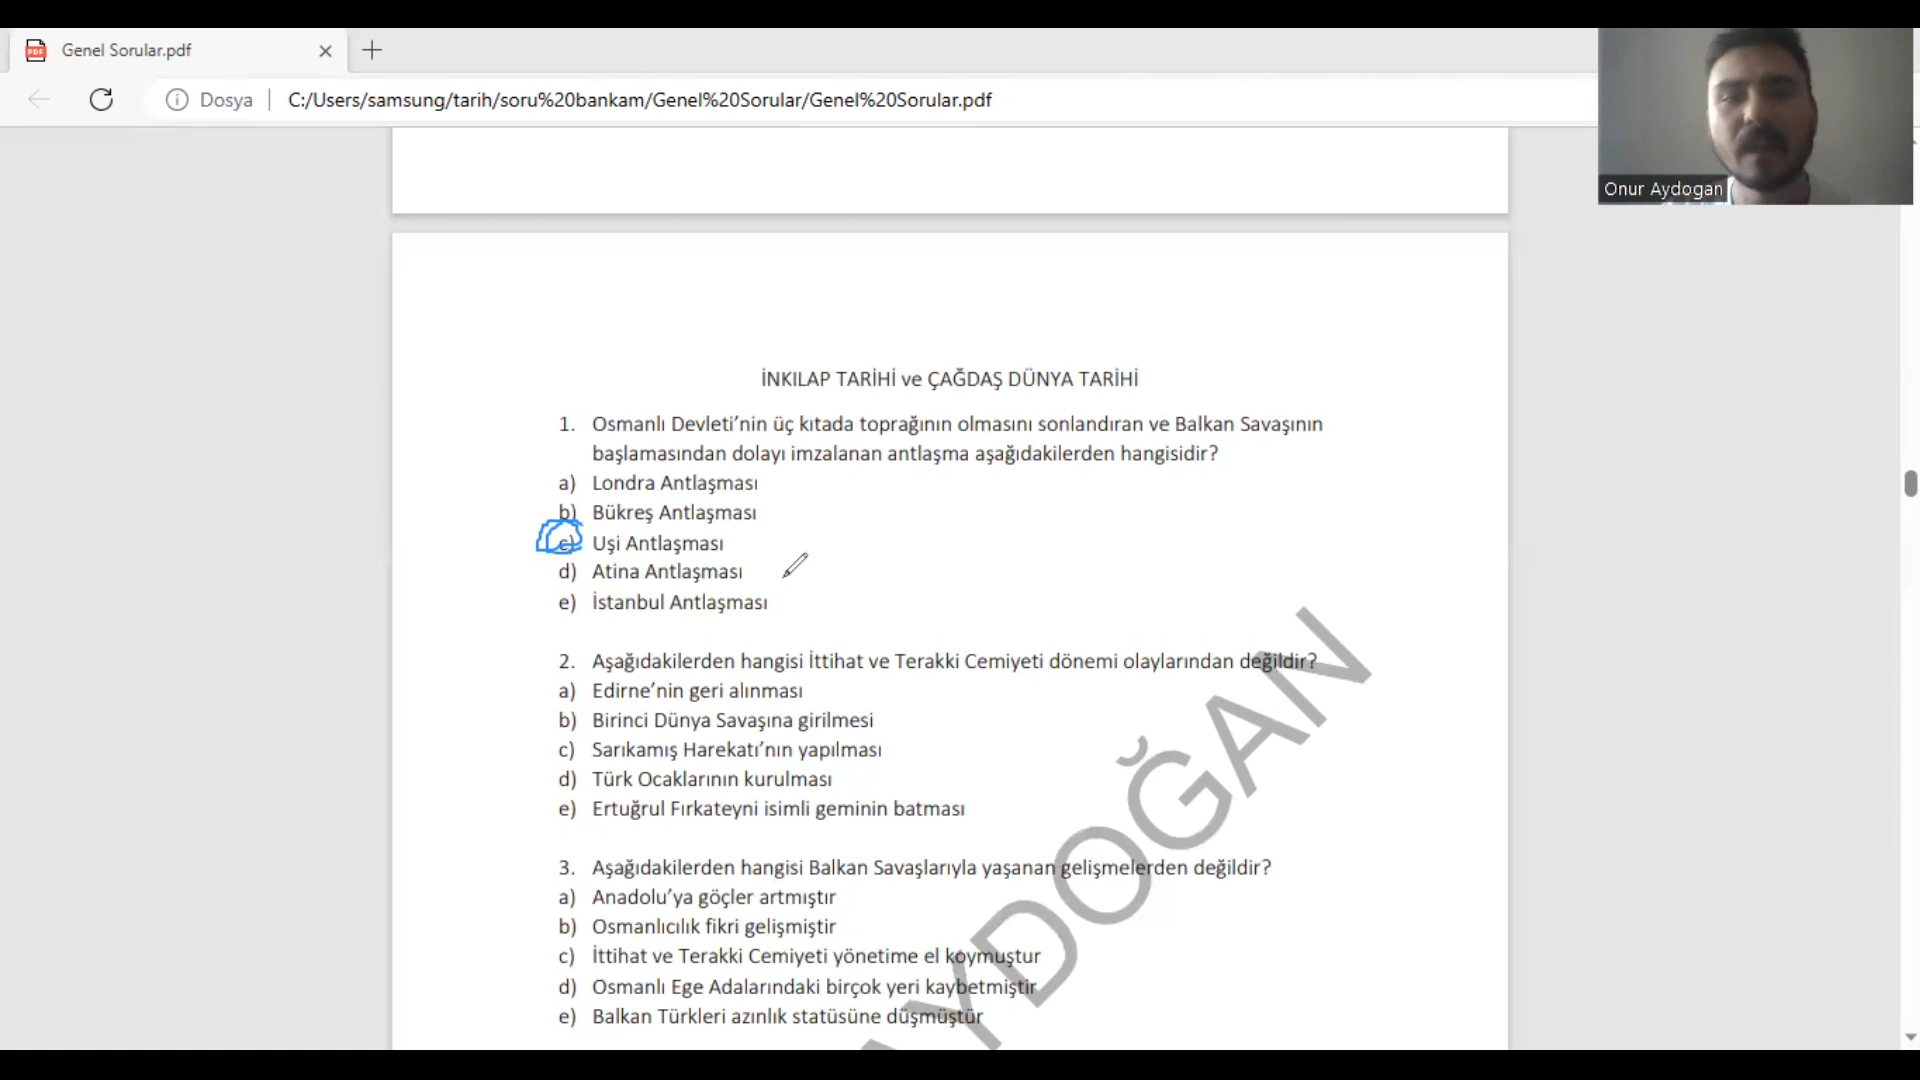 Genel Sorular.pdf
Dosya
C:/Users/samsung/tarih/soru%20bankam/Genel%20Sorular/Genel%20Sorular.pdf
Onur Aydogan
İNKILAP TARİHİ ve ÇAĞDAŞ DÜNYA TARİHİ
1. Osmanlı Devleti’nin üç kıtada toprağının olmasını sonlandıran ve Balkan Savaşının
başlamasından dolayı imzalanan antlaşma aşağıdakilerden hangisidir?
a) Londra Antlaşması
b) Bükreş Antlaşması
c) Uşi Antlaşması
d) Atina Antlaşması
e) İstanbul Antlaşması
2. Aşağıdakilerden hangisi İttihat ve Terakki Cemiyeti dönemi olaylarından değildir?
a) Edirne’nin geri alınması
b) Birinci Dünya Savaşına girilmesi
c) Sarıkamış Harekatı’nın yapılması
d) Türk Ocaklarının kurulması
e) Ertuğrul Fırkateyni isimli geminin batması
3. Aşağıdakilerden hangisi Balkan Savaşlarıyla yaşanan gelişmelerden değildir?
a) Anadolu’ya göçler artmıştır
b) Osmanlıcılık fikri gelişmiştir
c) İttihat ve Terakki Cemiyeti yönetime el koymuştur
d) Osmanlı Ege Adalarındaki birçok yeri kaybetmiştir
e) Balkan Türkleri azınlık statüsüne düşmüştür
AYDOĞAN